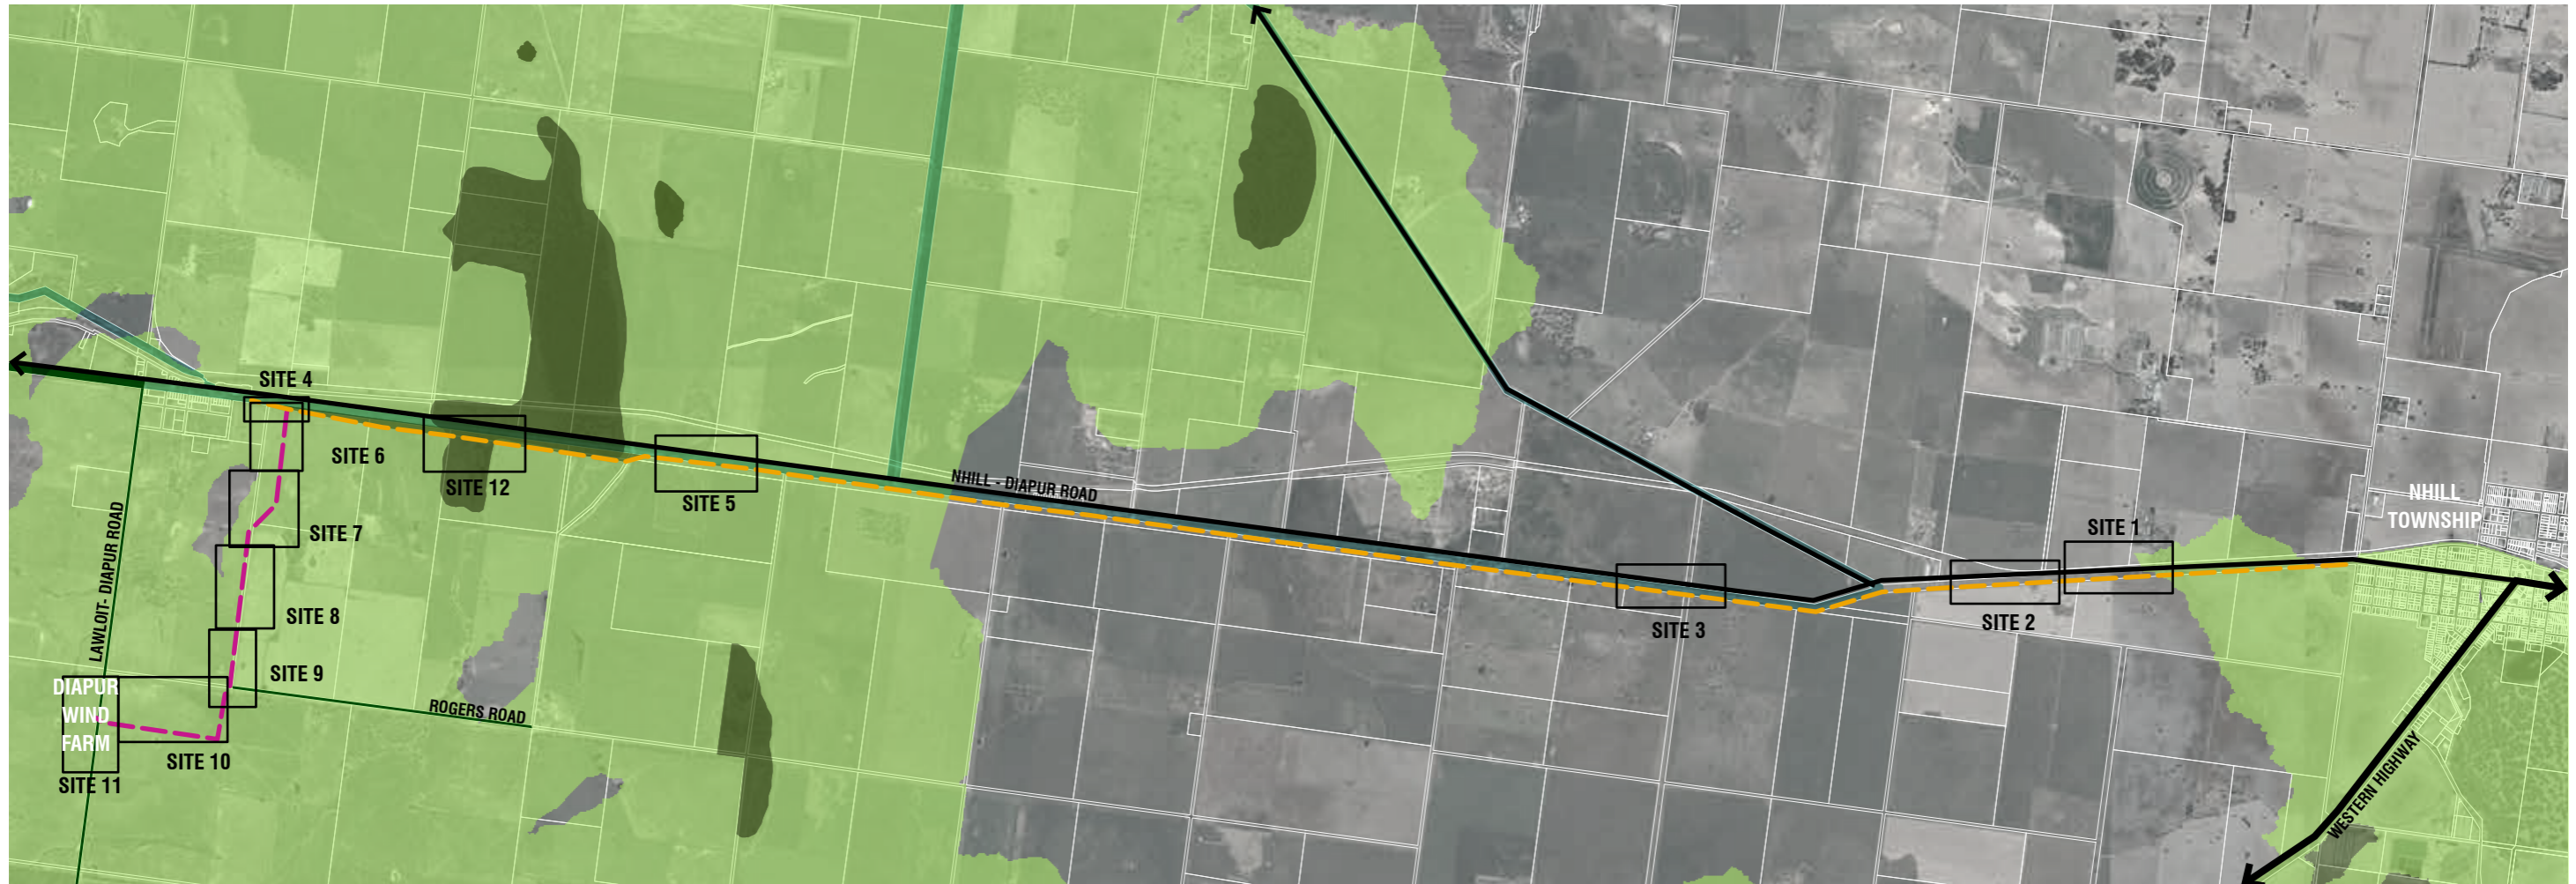 SITE 4
SITE 6
SITE 12
SITE 5
NHILL - DIAPUR ROAD
NHILL
TOWNSHIP
SITE 1
SITE 7
LAWLOIT- DIAPUR ROAD
SITE 8
SITE 3
SITE 2
SITE 9
DIAPUR
WIND
FARM
ROGERS ROAD
SITE 10
SITE 11
WESTERN HIGHWAY